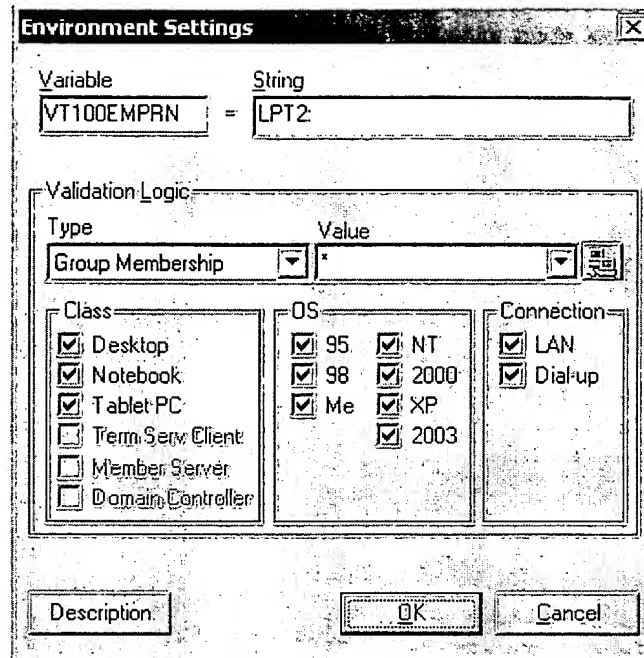 Environment Settings
Variable String
VT100EMPRN = LPT2:
Validation Logic
Type Value
Group Membership *
Class OS Connection
Desktop 95 NT LAN
Notebook 98 2000 Dial-up
Tablet PC Me XP
Term Serv Client 2003
Member Server
Domain Controller
Description OK Cancel